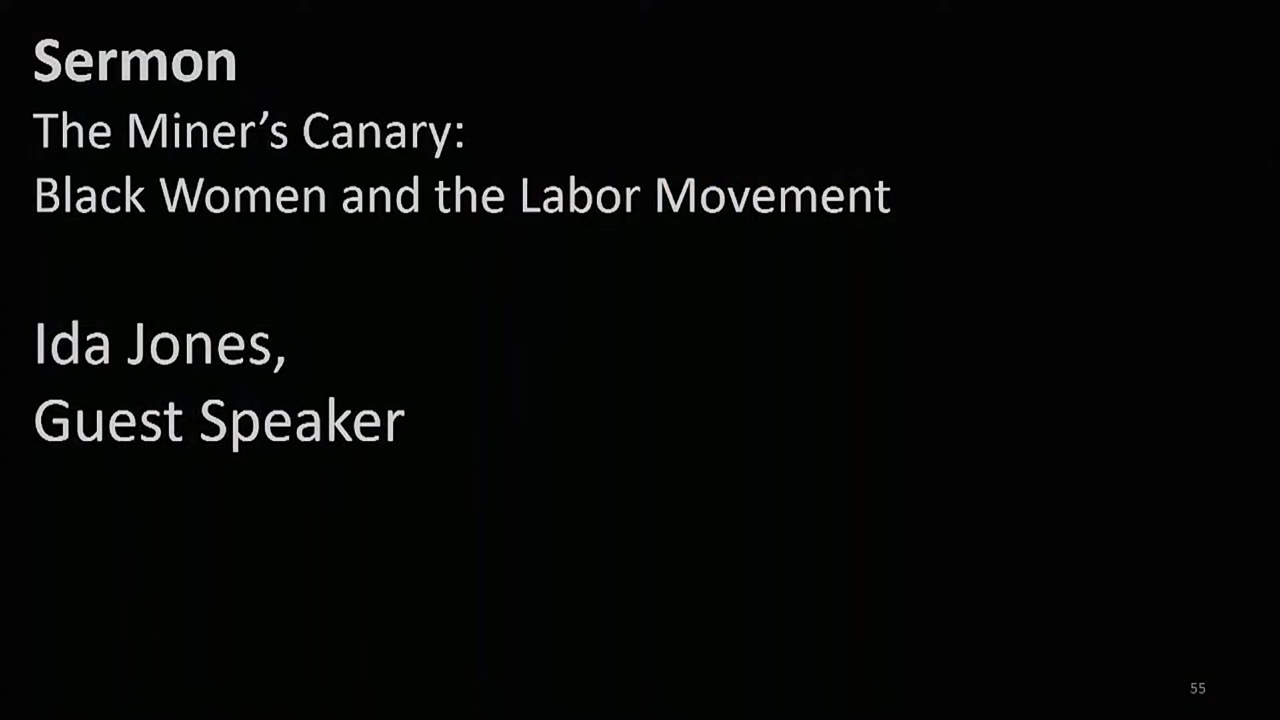 Sermon
The Miner’s Canary:
Black Women and the Labor Movement
Ida Jones,
Guest Speaker
55